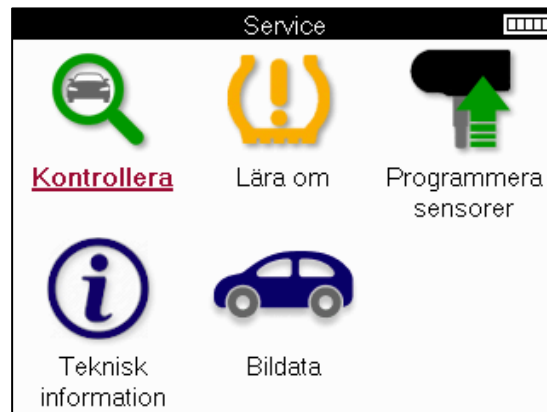 Service
Kontrollera
Lära om
Programmera
sensorer
Teknisk
information
Bildata